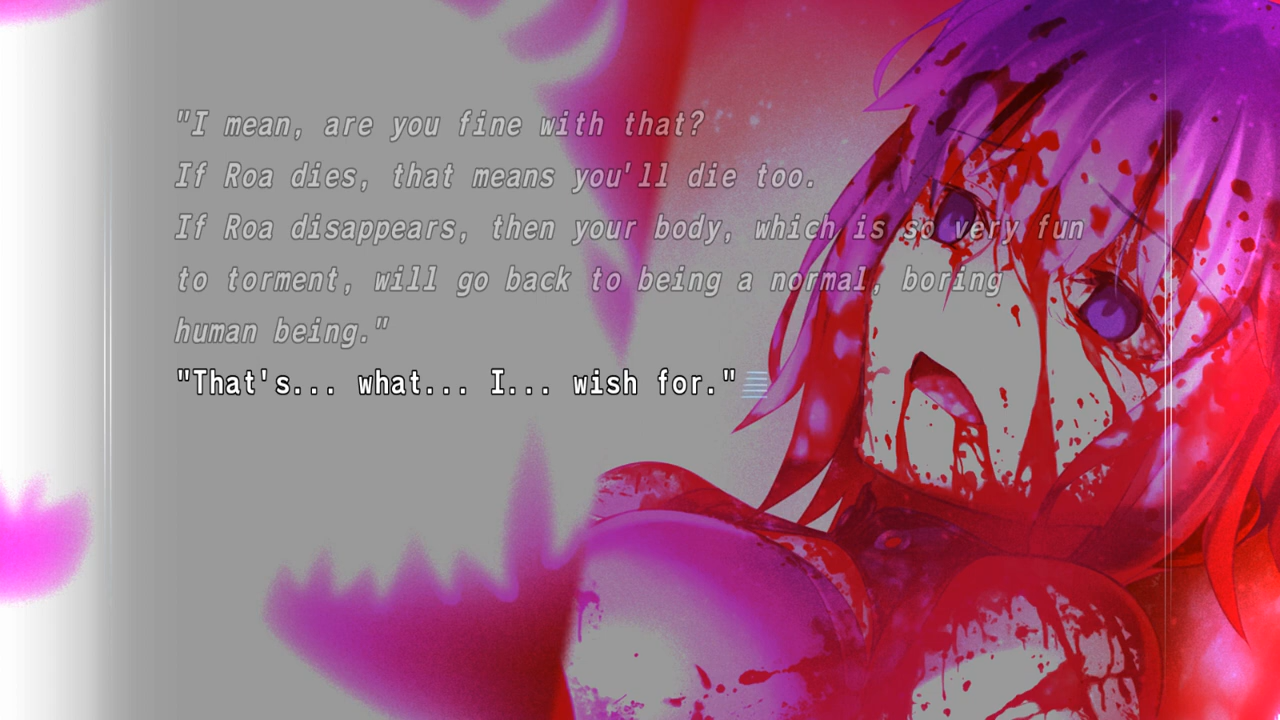 "I mean, are you fine with that?
If Roa dies, that means you'll die too.
If Roa disappears, then your body, which is so very fun
to torment, will go back to being a normal, boring
human being."
"That's... what... I... wish for."